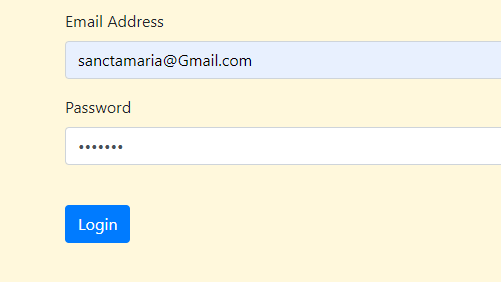 Email Address
sanctamaria@Gmail.com
Password
•••••••
Login